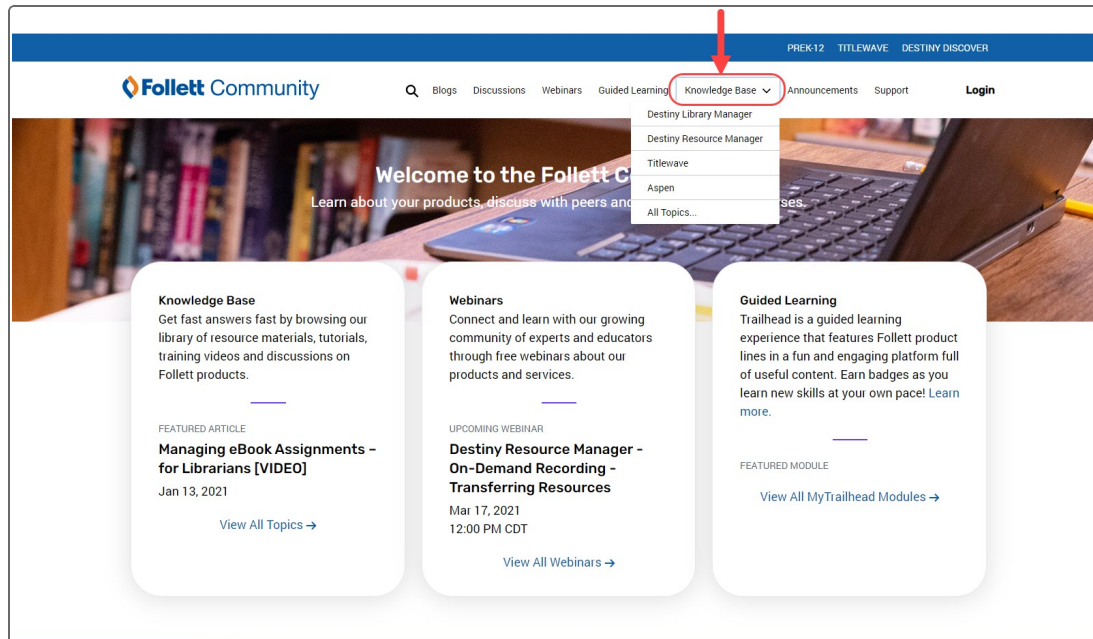 PREK-12 TITLEWAVE DESTINY DISCOVER
Follett Community
Blogs Discussions Webinars Guided Learning Knowledge Base Announcements Support Login
Destiny Library Manager
Destiny Resource Manager
Titlewave
Aspen
All Topics...
Welcome to the Follett C
Learn about your products, discuss with peers and ses.
Knowledge Base
Get fast answers fast by browsing our
library of resource materials, tutorials,
training videos and discussions on
Follett products.
FEATURED ARTICLE
Managing eBook Assignments –
for Librarians [VIDEO]
Jan 13, 2021
View All Topics →
Webinars
Connect and learn with our growing
community of experts and educators
through free webinars about our
products and services.
UPCOMING WEBINAR
Destiny Resource Manager -
On-Demand Recording -
Transferring Resources
Mar 17, 2021
12:00 PM CDT
View All Webinars →
Guided Learning
Trailhead is a guided learning
experience that features Follett product
lines in a fun and engaging platform full
of useful content. Earn badges as you
learn new skills at your own pace! Learn
more.
FEATURED MODULE
View All MyTrailhead Modules →